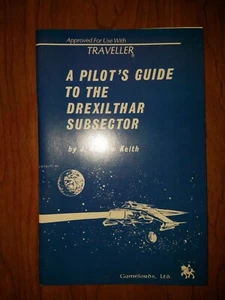 Approved For Use With
TRAVELLER
A PILOT'S GUIDE
TO THE
DREXILTHAR
SUBSECTOR
by J. Keith
Gamelords, Ltd.